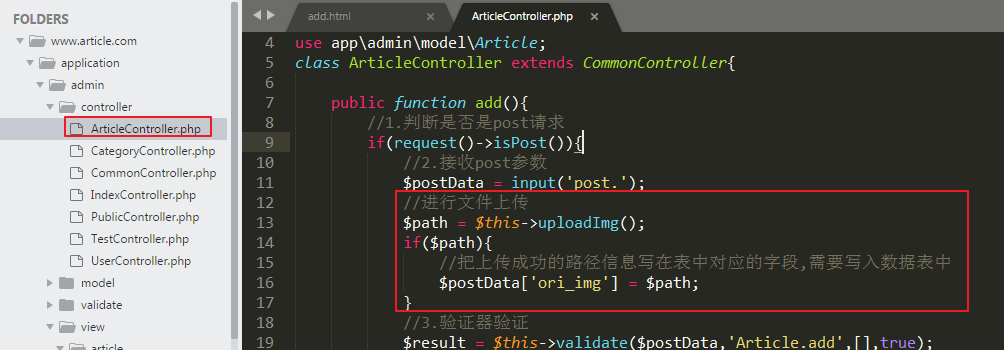 FOLDERS
www.article.com
application
admin
controller
ArticleController.php
CategoryController.php
CommonController.php
IndexController.php
PublicController.php
TestController.php
UserController.php
model
validate
view
article
add.html
ArticleController.php
4 use app\admin\model\Article;
5 class ArticleController extends CommonController{
6
7 public function add(){
8 //1.判断是否是post请求
9 if(request()->isPost()){
10 //2.接收post参数
11 $postData = input('post.');
12 //进行文件上传
13 $path = $this->uploadImg();
14 if($path){
15 //把上传成功的路径信息写在表中对应的字段,需要写入数据表中
16 $postData['ori_img'] = $path;
17 }
18 //3.验证器验证
19 $result = $this->validate($postData,'Article.add',[],true);